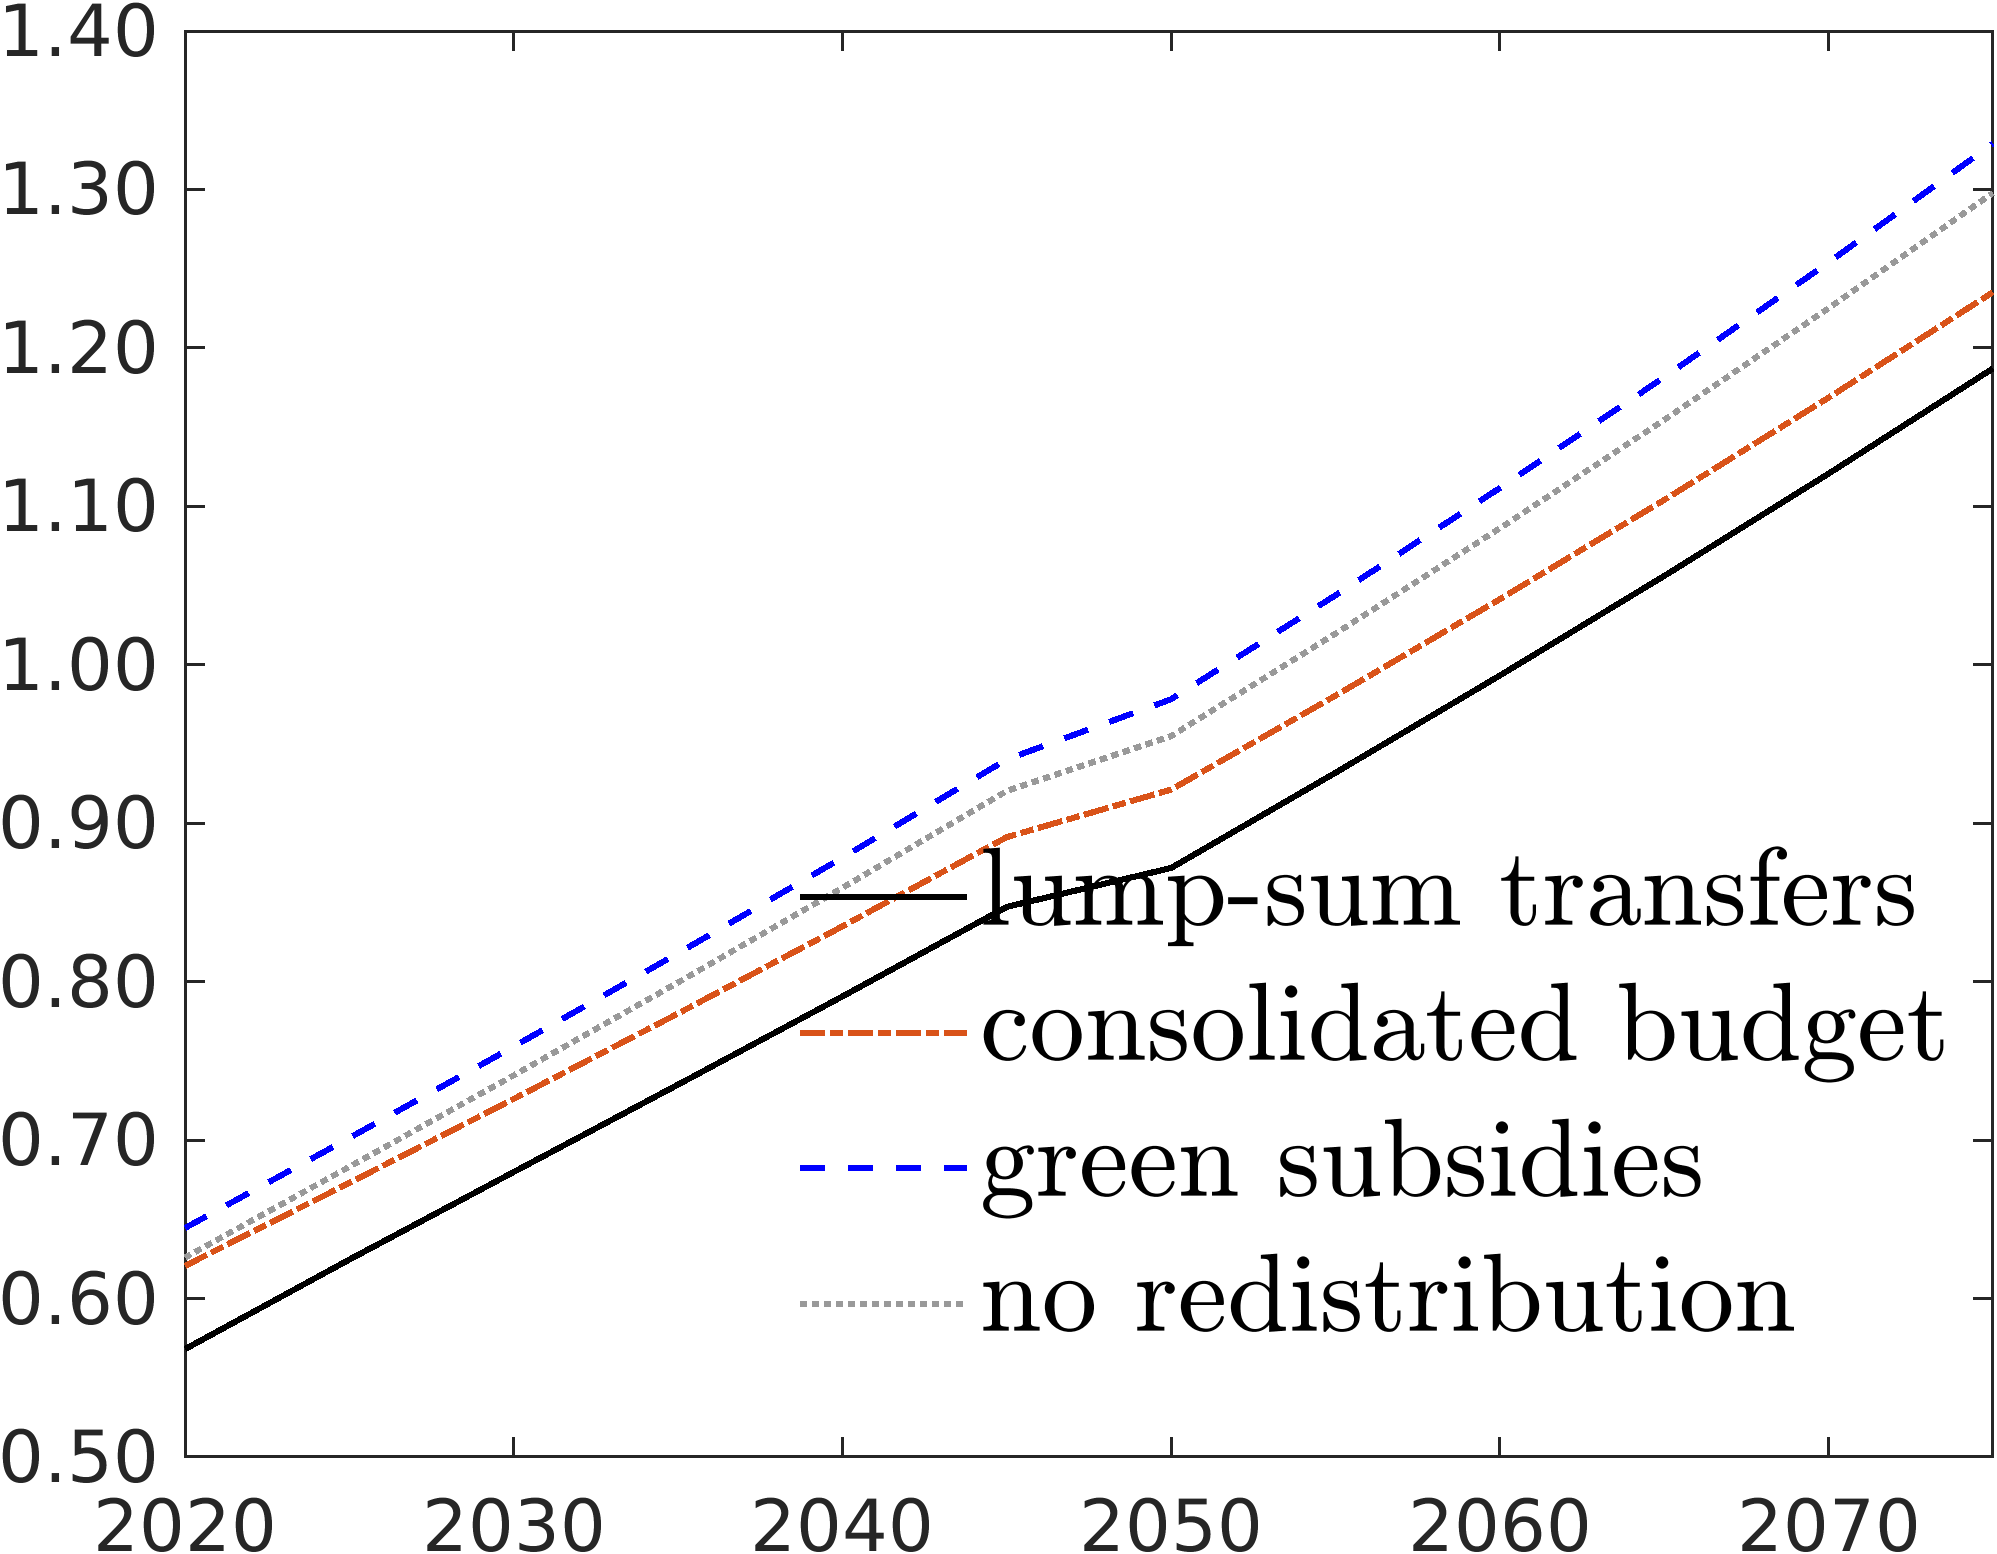 1.40
1.30
1.20
1.10
1.00
0.90
0.80
0.70
0.60
0.50
lump-sum transfers
consolidated budget
green subsidies
no redistribution
2020 2030 2040 2050 2060 2070